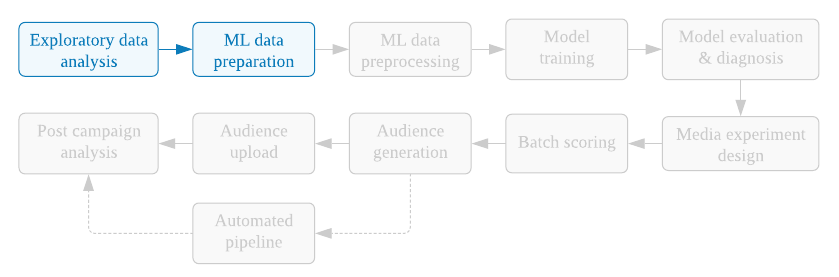 Exploratory data
analysis
ML data
preparation
ML data
preprocessing
Model
training
Model evaluation
& diagnosis
Post campaign
analysis
Audience
upload
Audience
generation
Batch scoring
Media experiment
design
Automated
pipeline